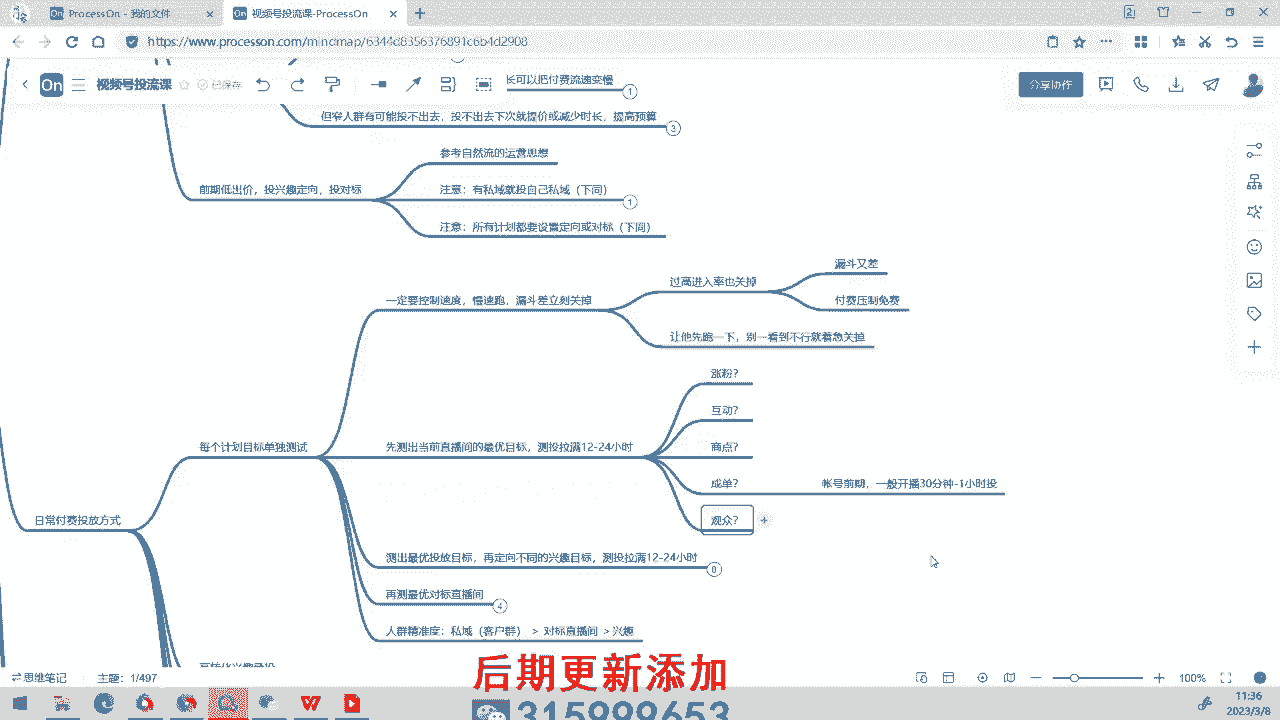 ProcessOn - 我的文件
视频号投流课-ProcessOn
https://www.processon.com/mindmap/6344d8356376891c6b4d2908
视频号投流课
已保存
分享协作
长可以把付费流速变慢
1
但窄人群有可能投不出去，投不出去下次就提价或减少时长，提高预算
3
参考自然流的运营思想
前期低出价，投兴趣定向，投对标
注意：有私域就投自己私域（下同）
1
注意：所有计划都要设置定向或对标（下同）
漏斗又差
过高进入率也关掉
一定要控制速度，慢速跑，漏斗差立刻关掉
付费压制免费
让他先跑一下，别一看到不行就着急关掉
涨粉？
互动？
每个计划目标单独测试
先测出当前直播间的最优目标，测投拉满12-24小时
商点？
成单？
帐号前期，一般开播30分钟-1小时投
日常付费投放方式
观众？
测出最优投放目标，再定向不同的兴趣目标，测投拉满12-24小时
8
再测最优对标直播间
4
人群精准度：私域（客户群） > 对标直播间 > 兴趣
思维笔记
主题：1/497
100%
后期更新添加
315999653
11:36
2023/3/8